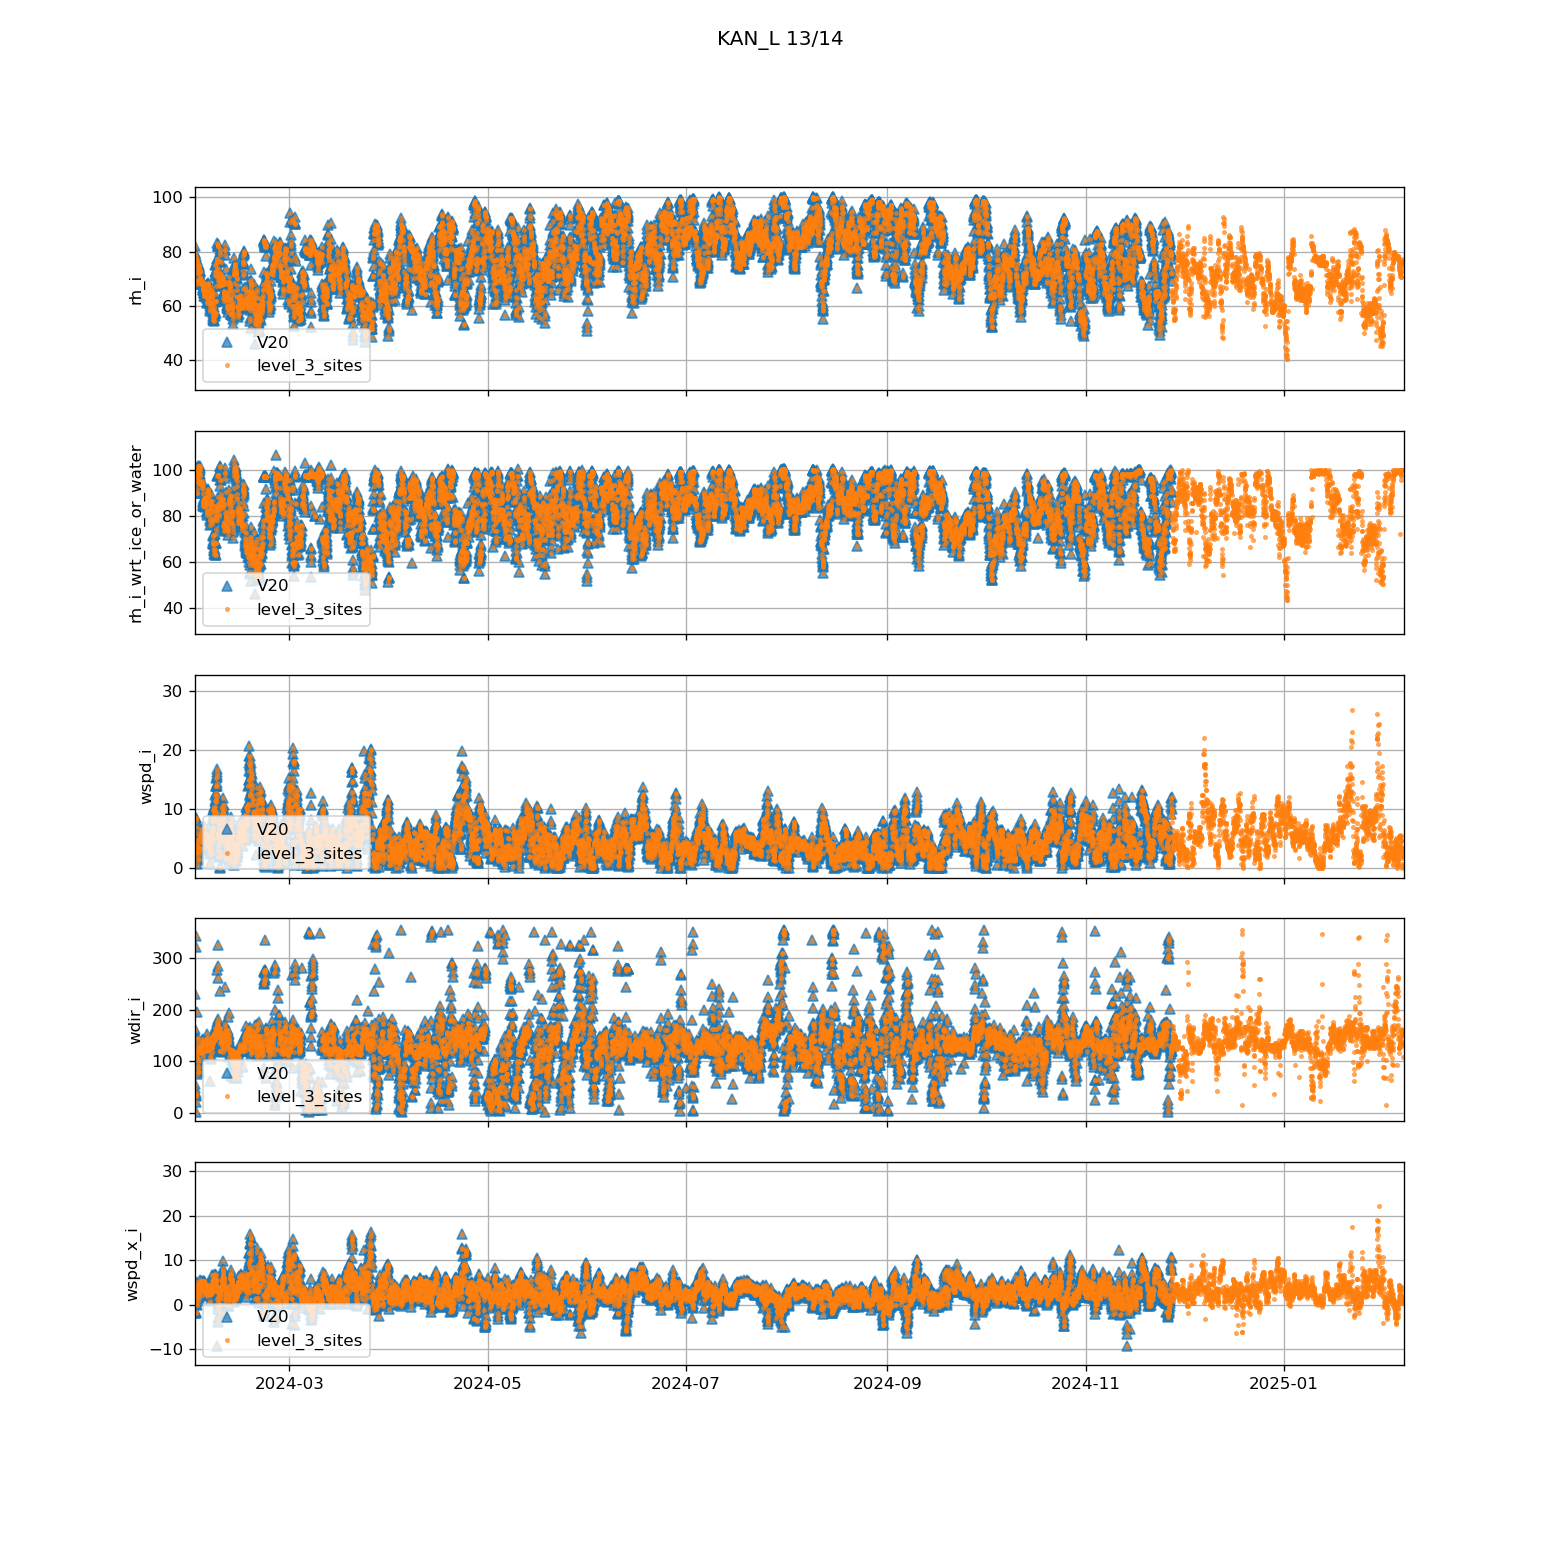 KAN_L 13/14
100
80
60
40
rh_i
V20
level_3_sites
100
80
60
40
rh_i_wrt_ice_or_water
V20
level_3_sites
30
20
10
0
wspd_i
V20
level_3_sites
300
200
100
0
wdir_i
V20
level_3_sites
30
20
10
0
−10
wspd_x_i
V20
level_3_sites
2024-03 2024-05 2024-07 2024-09 2024-11 2025-01